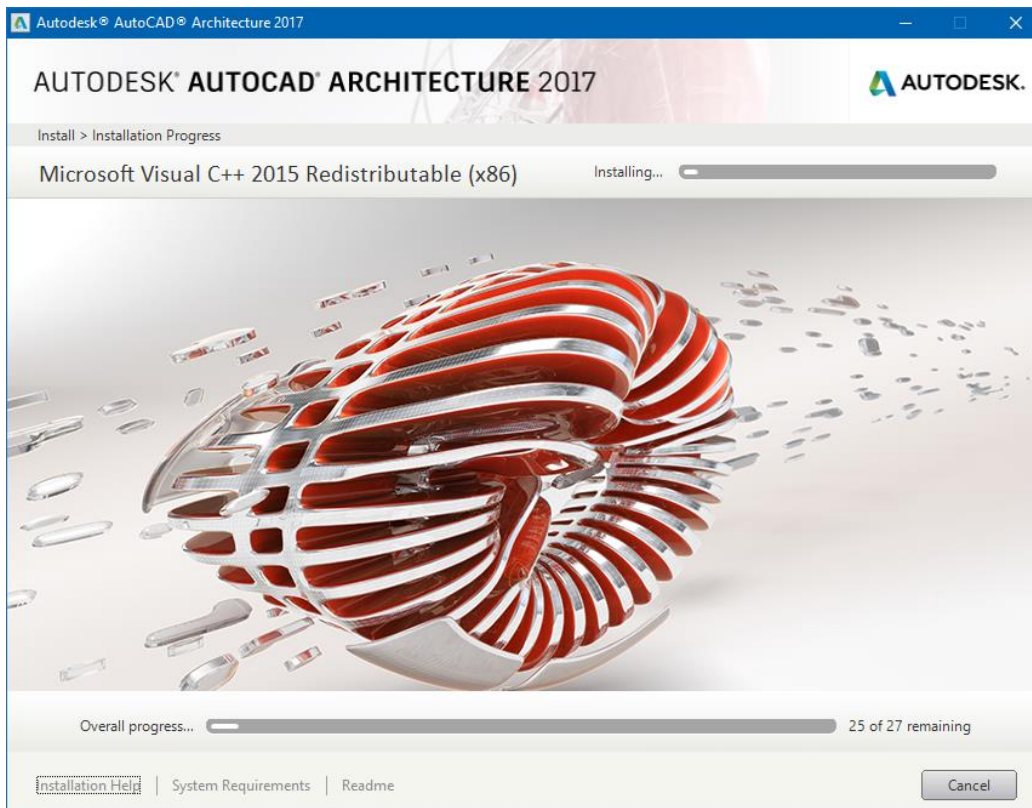 Autodesk® AutoCAD® Architecture 2017
AUTODESK® AUTOCAD® ARCHITECTURE 2017
AUTODESK.
Install > Installation Progress
Microsoft Visual C++ 2015 Redistributable (x86)
Installing...
Overall progress...
25 of 27 remaining
Installation Help | System Requirements | Readme
Cancel